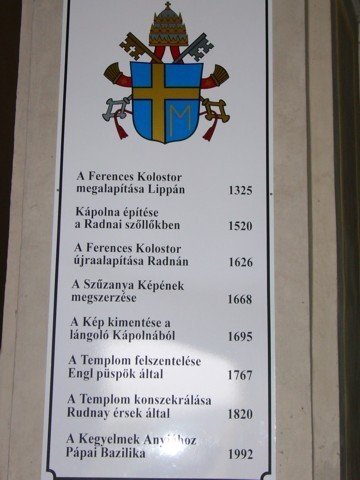 A Ferences Kolostor
megalapítása Lippán 1325
Kápolna építése
a Radnai szőllőkben 1520
A Ferences Kolostor
újraalapítása Radnán 1626
A Szűzanya Képének
megszerzése 1668
A Kép kimentése a
lángoló Kápolnából 1695
A Templom felszentelése
Engl püspök által 1767
A Templom konszekrálása
Rudnay érsek által 1820
A Kegyelmek Anyjához
Pápai Bazilika 1992